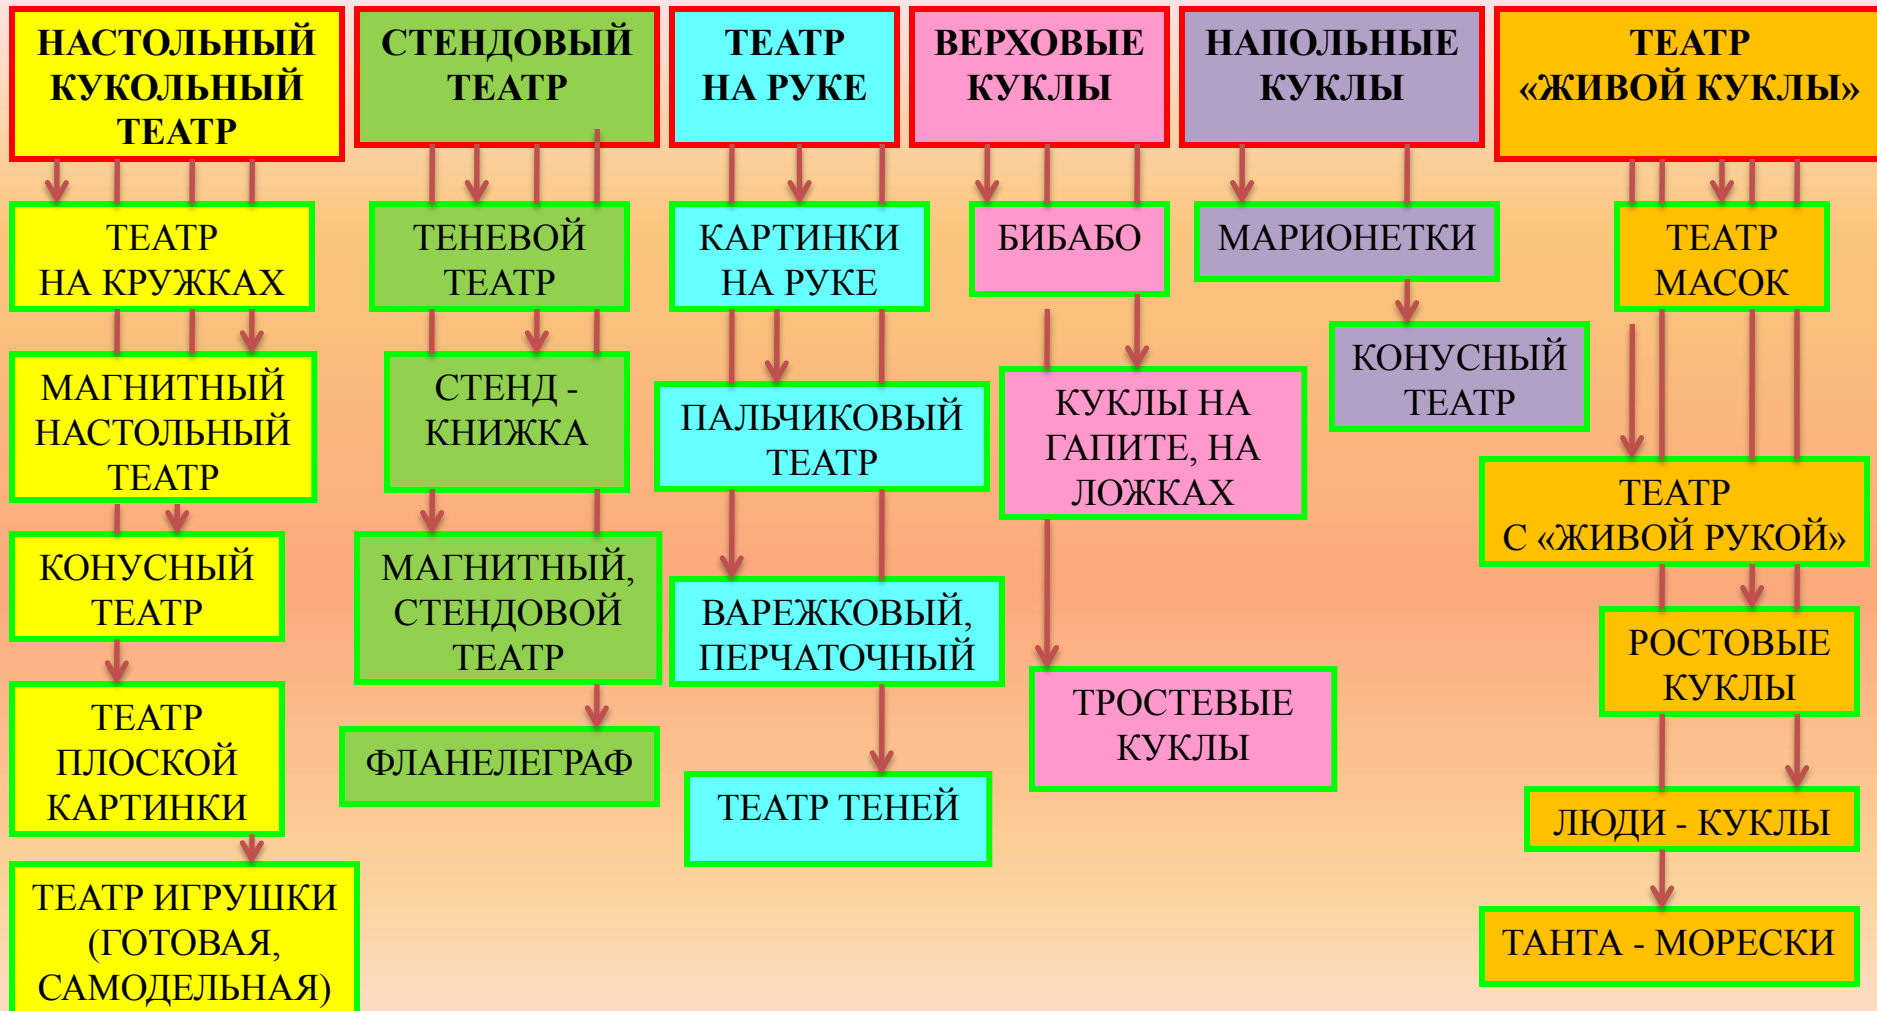 НАСТОЛЬНЫЙ
КУКОЛЬНЫЙ
ТЕАТР
ТЕАТР
НА КРУЖКАХ
МАГНИТНЫЙ
НАСТОЛЬНЫЙ
ТЕАТР
КОНУСНЫЙ
ТЕАТР
ТЕАТР
ПЛОСКОЙ
КАРТИНКИ
ТЕАТР ИГРУШКИ
(ГОТОВАЯ,
САМОДЕЛЬНАЯ)
СТЕНДОВЫЙ
ТЕАТР
ТЕНЕВОЙ
ТЕАТР
СТЕНД -
КНИЖКА
МАГНИТНЫЙ,
СТЕНДОВОЙ
ТЕАТР
ФЛАНЕЛЕГРАФ
ТЕАТР
НА РУКЕ
КАРТИНКИ
НА РУКЕ
ПАЛЬЧИКОВЫЙ
ТЕАТР
ВАРЕЖКОВЫЙ,
ПЕРЧАТОЧНЫЙ
ТЕАТР ТЕНЕЙ
ВЕРХОВЫЕ
КУКЛЫ
БИБАБО
КУКЛЫ НА
ГАПИТЕ, НА
ЛОЖКАХ
ТРОСТЕВЫЕ
КУКЛЫ
НАПОЛЬНЫЕ
КУКЛЫ
МАРИОНЕТКИ
КОНУСНЫЙ
ТЕАТР
ТЕАТР
«ЖИВОЙ КУКЛЫ»
ТЕАТР
МАСОК
ТЕАТР
С «ЖИВОЙ РУКОЙ»
РОСТОВЫЕ
КУКЛЫ
ЛЮДИ - КУКЛЫ
ТАНТА - МОРЕСКИ